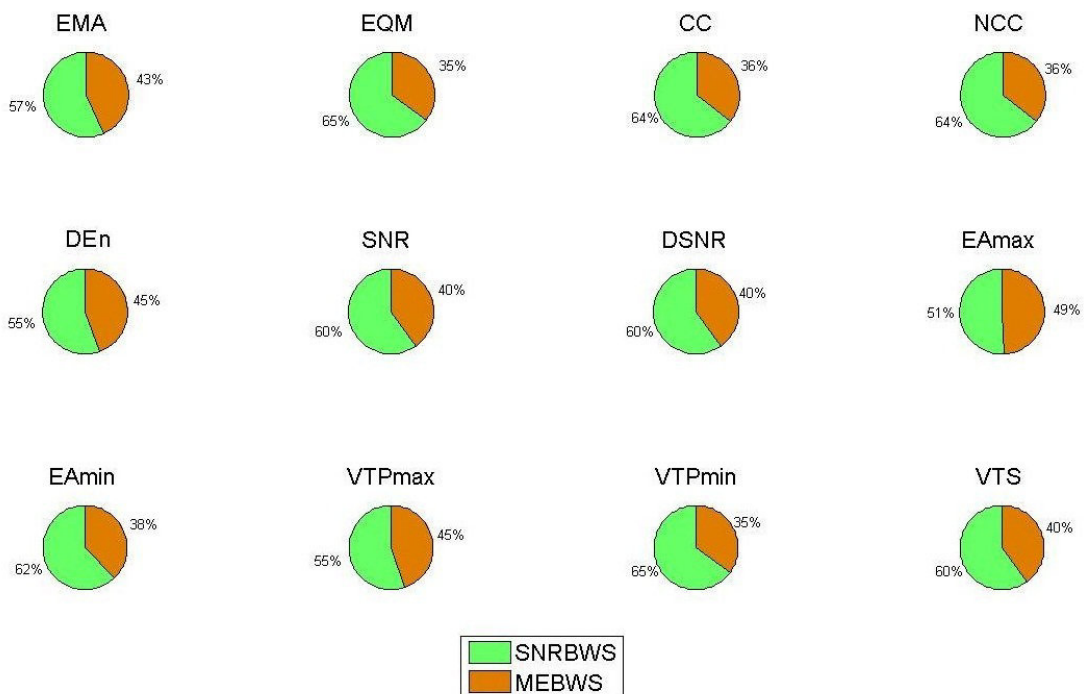 EMA
EQM
CC
NCC
43%
57%
35%
65%
36%
64%
36%
64%
DEn
SNR
DSNR
EAmax
45%
55%
40%
60%
40%
60%
51%
49%
EAmin
VTPmax
VTPmin
VTS
38%
62%
45%
55%
35%
65%
40%
60%
SNRBWS
MEBWS